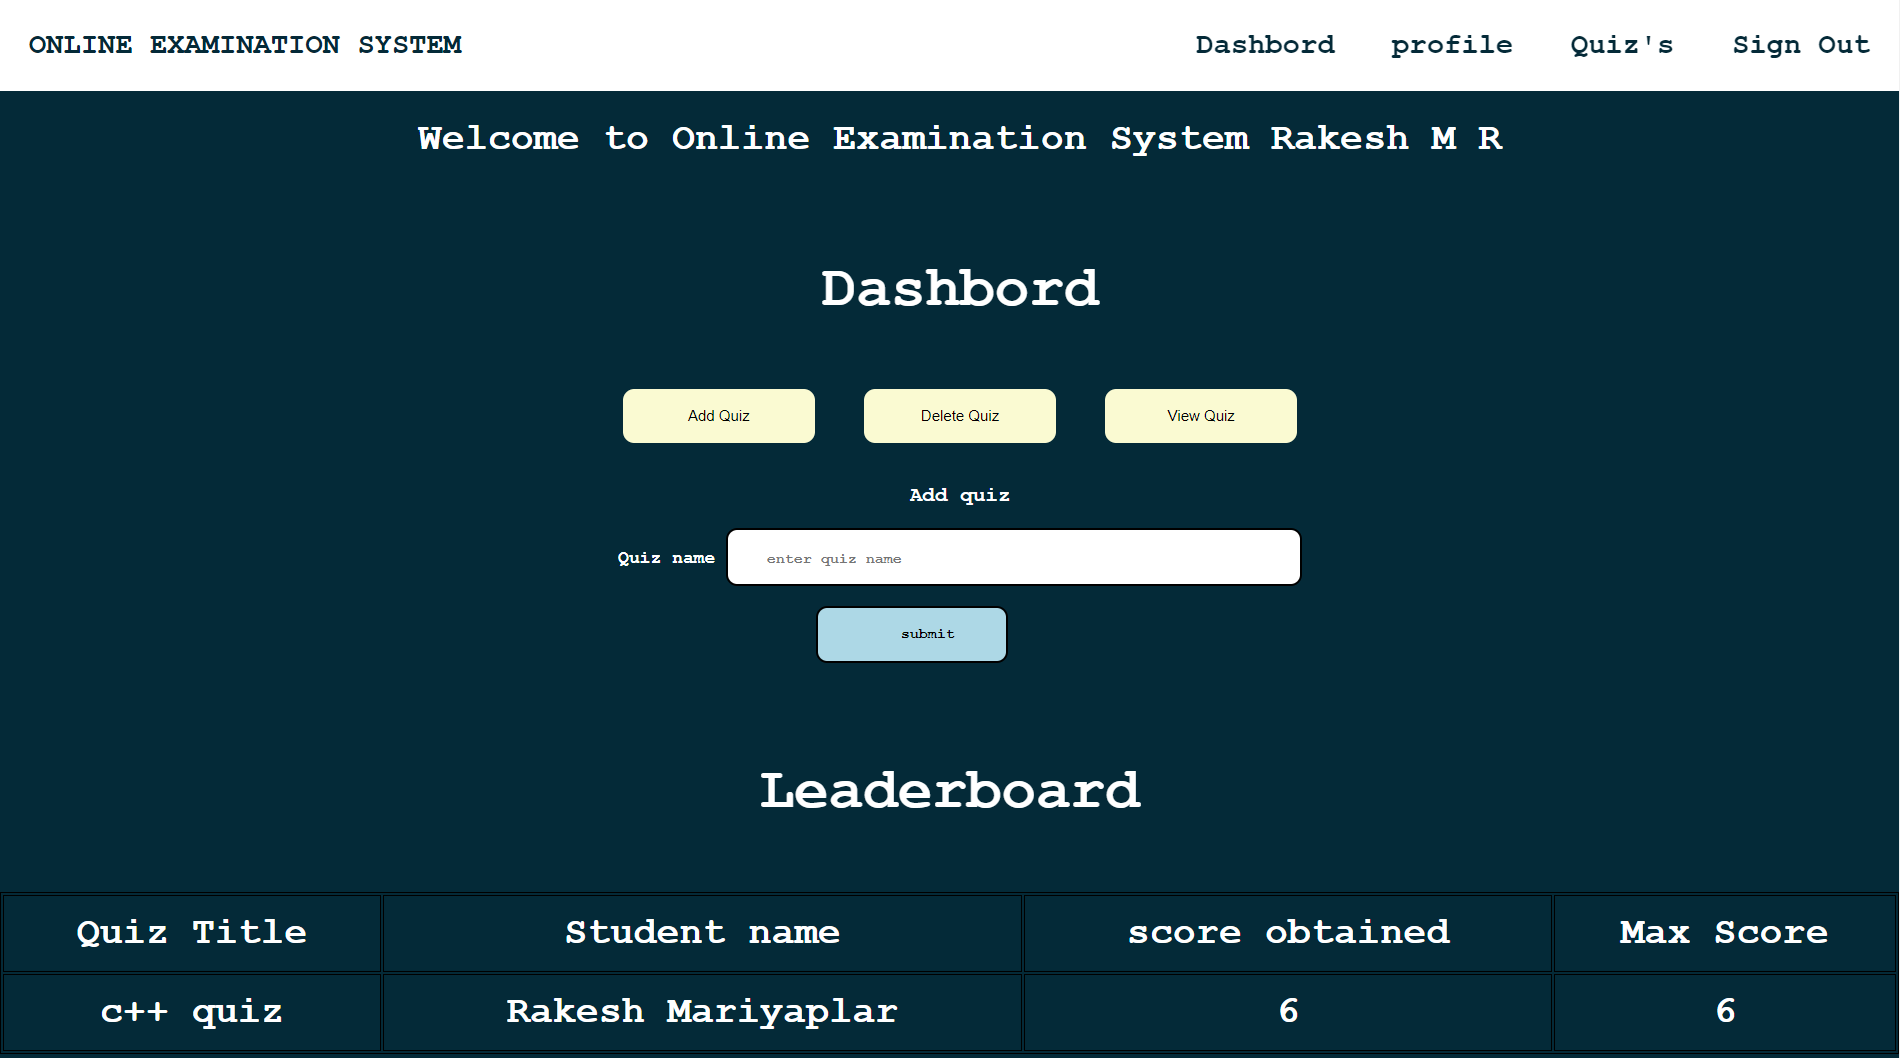 ONLINE EXAMINATION SYSTEM Dashbord profile Quiz's Sign Out
Welcome to Online Examination System Rakesh M R
Dashbord
Add Quiz Delete Quiz View Quiz
Add quiz
Quiz name enter quiz name
submit
Leaderboard
Quiz Title Student name score obtained Max Score
c++ quiz Rakesh Mariyaplar 6 6